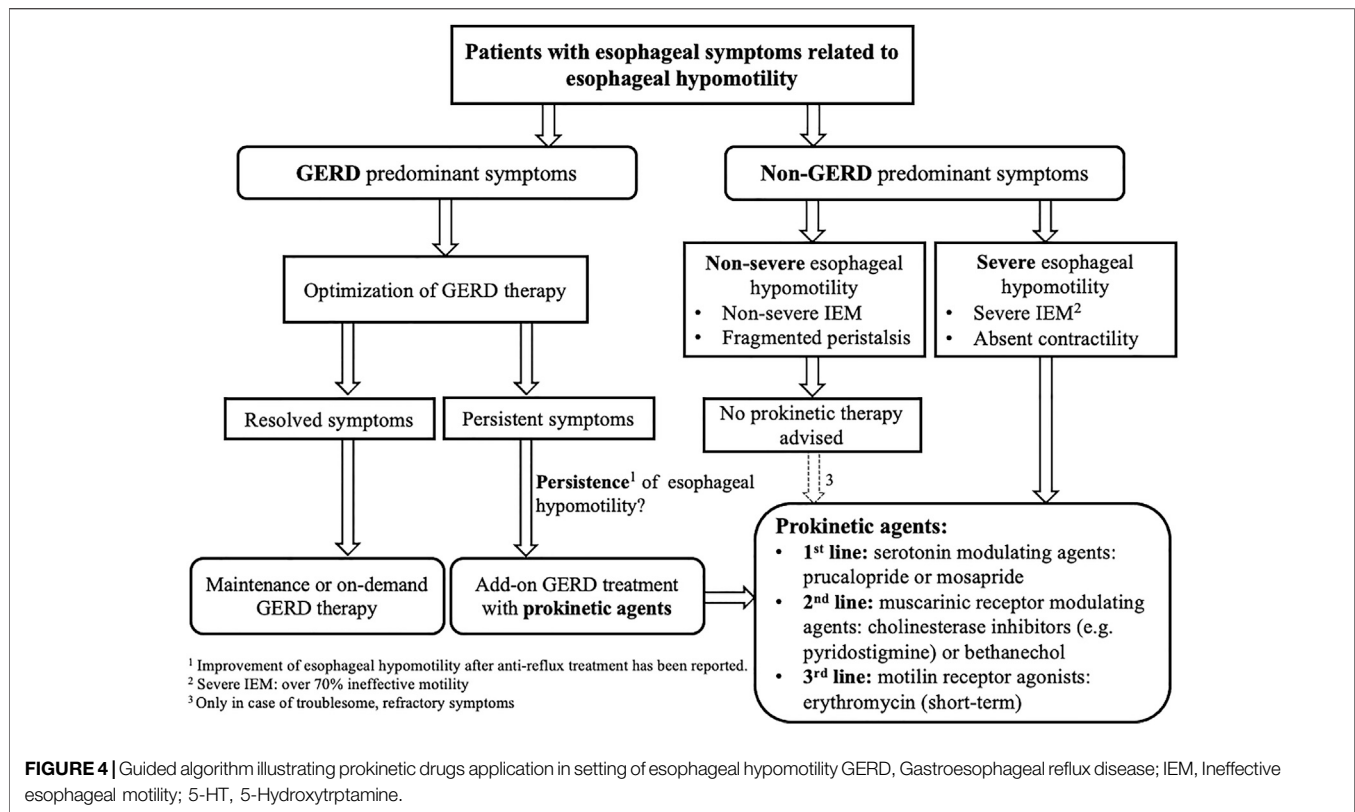 Patients with esophageal symptoms related to
esophageal hypomotility
GERD predominant symptoms
Non-GERD predominant symptoms
Optimization of GERD therapy
Non-severe esophageal
hypomotility
• Non-severe IEM
• Fragmented peristalsis
Severe esophageal
hypomotility
• Severe IEM²
• Absent contractility
Resolved symptoms
Persistent symptoms
No prokinetic therapy
advised
3
Persistence¹ of esophageal
hypomotility?
Maintenance or on-demand
GERD therapy
Add-on GERD treatment
with prokinetic agents
Prokinetic agents:
• 1st line: serotonin modulating agents:
prucalopride or mosapride
• 2nd line: muscarinic receptor modulating
agents: cholinesterase inhibitors (e.g.
pyridostigmine) or bethanechol
• 3rd line: motilin receptor agonists:
erythromycin (short-term)
¹ Improvement of esophageal hypomotility after anti-reflux treatment has been reported.
² Severe IEM: over 70% ineffective motility
³ Only in case of troublesome, refractory symptoms
FIGURE 4 | Guided algorithm illustrating prokinetic drugs application in setting of esophageal hypomotility GERD, Gastroesophageal reflux disease; IEM, Ineffective
esophageal motility; 5-HT, 5-Hydroxytrptamine.